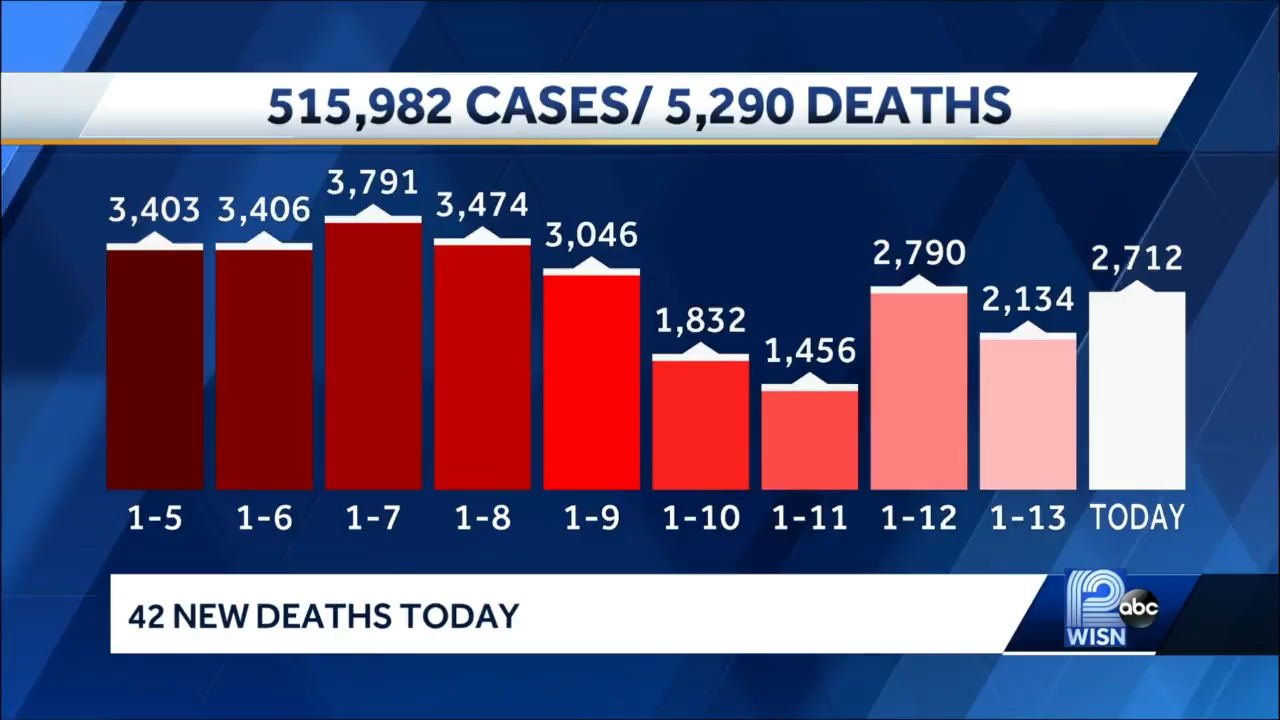 515,982 CASES/ 5,290 DEATHS
3,403 3,406 3,791 3,474 3,046 1,832 1,456 2,790 2,134 2,712
1-5 1-6 1-7 1-8 1-9 1-10 1-11 1-12 1-13 TODAY
42 NEW DEATHS TODAY
12 abc
WISN